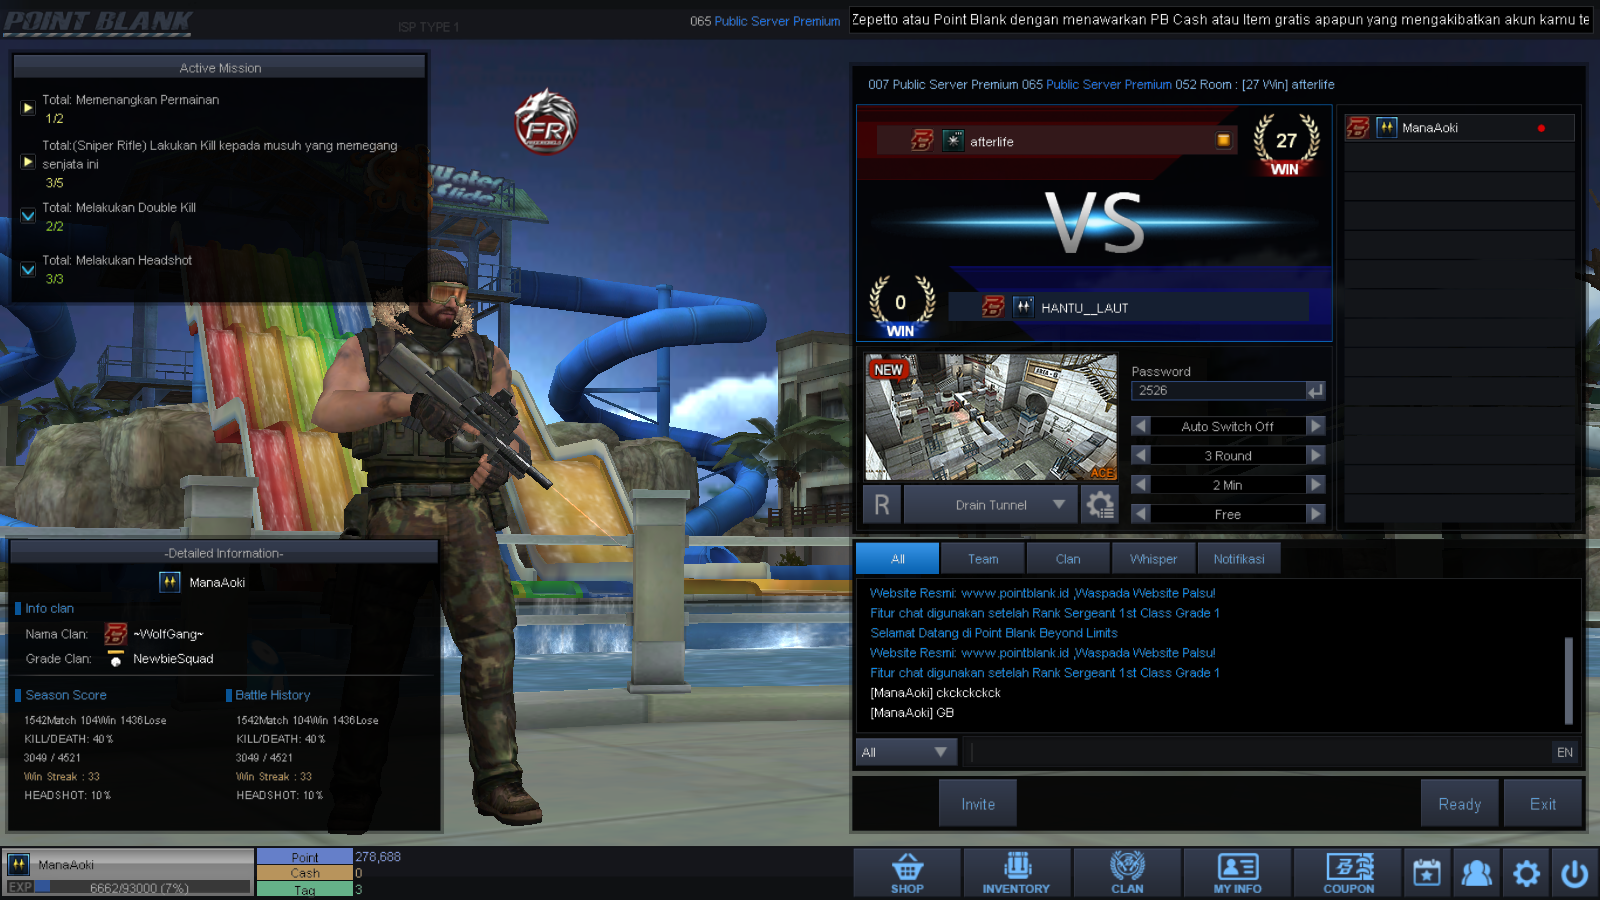 POINT BLANK
ISP TYPE 1
065 Public Server Premium
Zepetto atau Point Blank dengan menawarkan PB Cash atau Item gratis apapun yang mengakibatkan akun kamu te
Active Mission
Total: Memenangkan Permainan
1/2
Total:(Sniper Rifle) Lakukan Kill kepada musuh yang memegang
senjata ini
3/5
Total: Melakukan Double Kill
2/2
Total: Melakukan Headshot
3/3
FR
Water
Slide
007 Public Server Premium 065 Public Server Premium 052 Room : [27 Win] afterlife
afterlife
27
WIN
VS
0
WIN
HANTU__LAUT
ManaAoki
NEW
ACE
R
Drain Tunnel
Password
2526
Auto Switch Off
3 Round
2 Min
Free
-Detailed Information-
ManaAoki
Info clan
Nama Clan: ~WolfGang~
Grade Clan: NewbieSquad
Season Score
1542Match 104Win 1436Lose
KILL/DEATH: 40%
3049 / 4521
Win Streak : 33
HEADSHOT: 10%
Battle History
1542Match 104Win 1436Lose
KILL/DEATH: 40%
3049 / 4521
Win Streak : 33
HEADSHOT: 10%
All
Team
Clan
Whisper
Notifikasi
Website Resmi: www.pointblank.id ,Waspada Website Palsu!
Fitur chat digunakan setelah Rank Sergeant 1st Class Grade 1
Selamat Datang di Point Blank Beyond Limits
Website Resmi: www.pointblank.id ,Waspada Website Palsu!
Fitur chat digunakan setelah Rank Sergeant 1st Class Grade 1
[ManaAoki] ckckckckck
[ManaAoki] GB
All
EN
Invite
Ready
Exit
ManaAoki
EXP 6662/93000 (7%)
Point 278,688
Cash 0
Tag 3
SHOP
INVENTORY
CLAN
MY INFO
COUPON